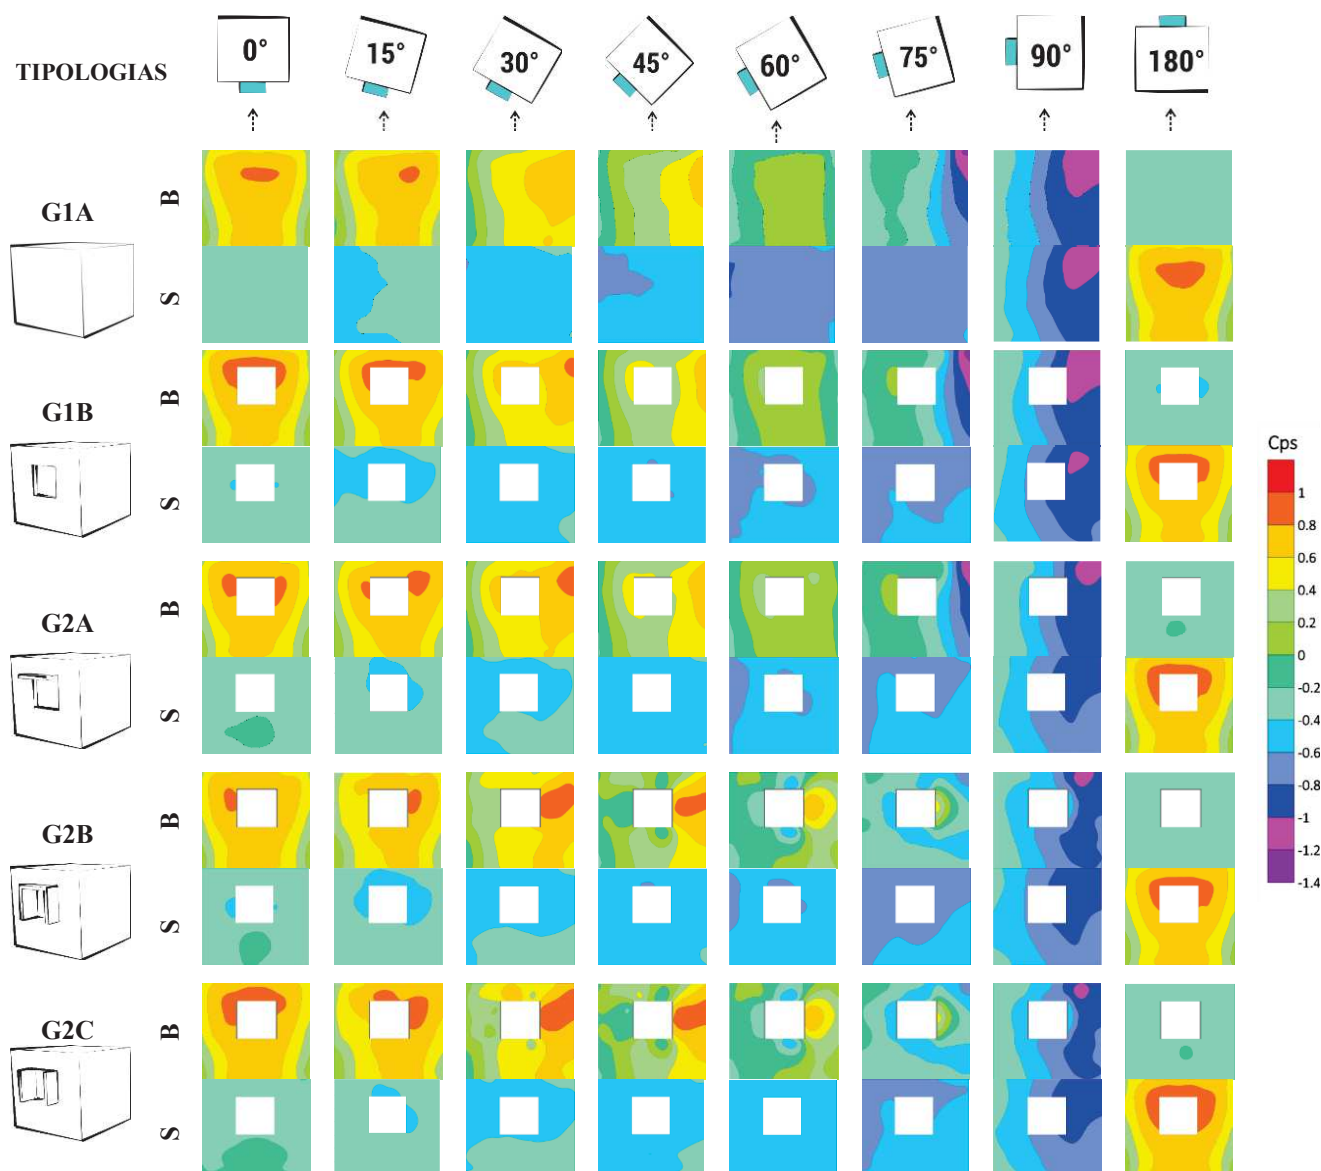 TIPOLOGIAS 0° 15° 30° 45° 60° 75° 90° 180°
G1A B
S
G1B B
S
G2A B
S
G2B B
S
G2C B
S
Cps
1
0.8
0.6
0.4
0.2
0
-0.2
-0.4
-0.6
-0.8
-1
-1.2
-1.4